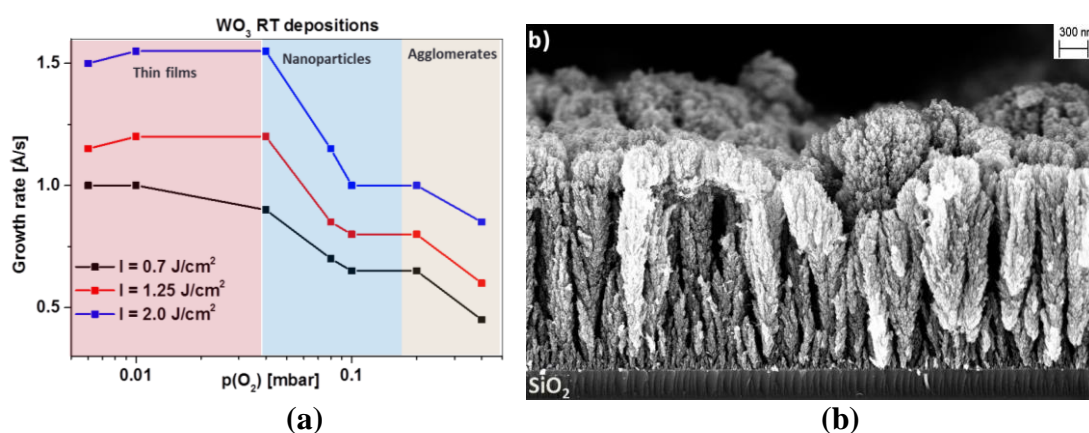 WO₃ RT depositions
Growth rate [Å/s]
1.5
1.0
0.5
Thin films
Nanoparticles
Agglomerates
I = 0.7 J/cm²
I = 1.25 J/cm²
I = 2.0 J/cm²
0.01
0.1
p(O₂) [mbar]
(a)
b)
300 nm
SiO₂
(b)